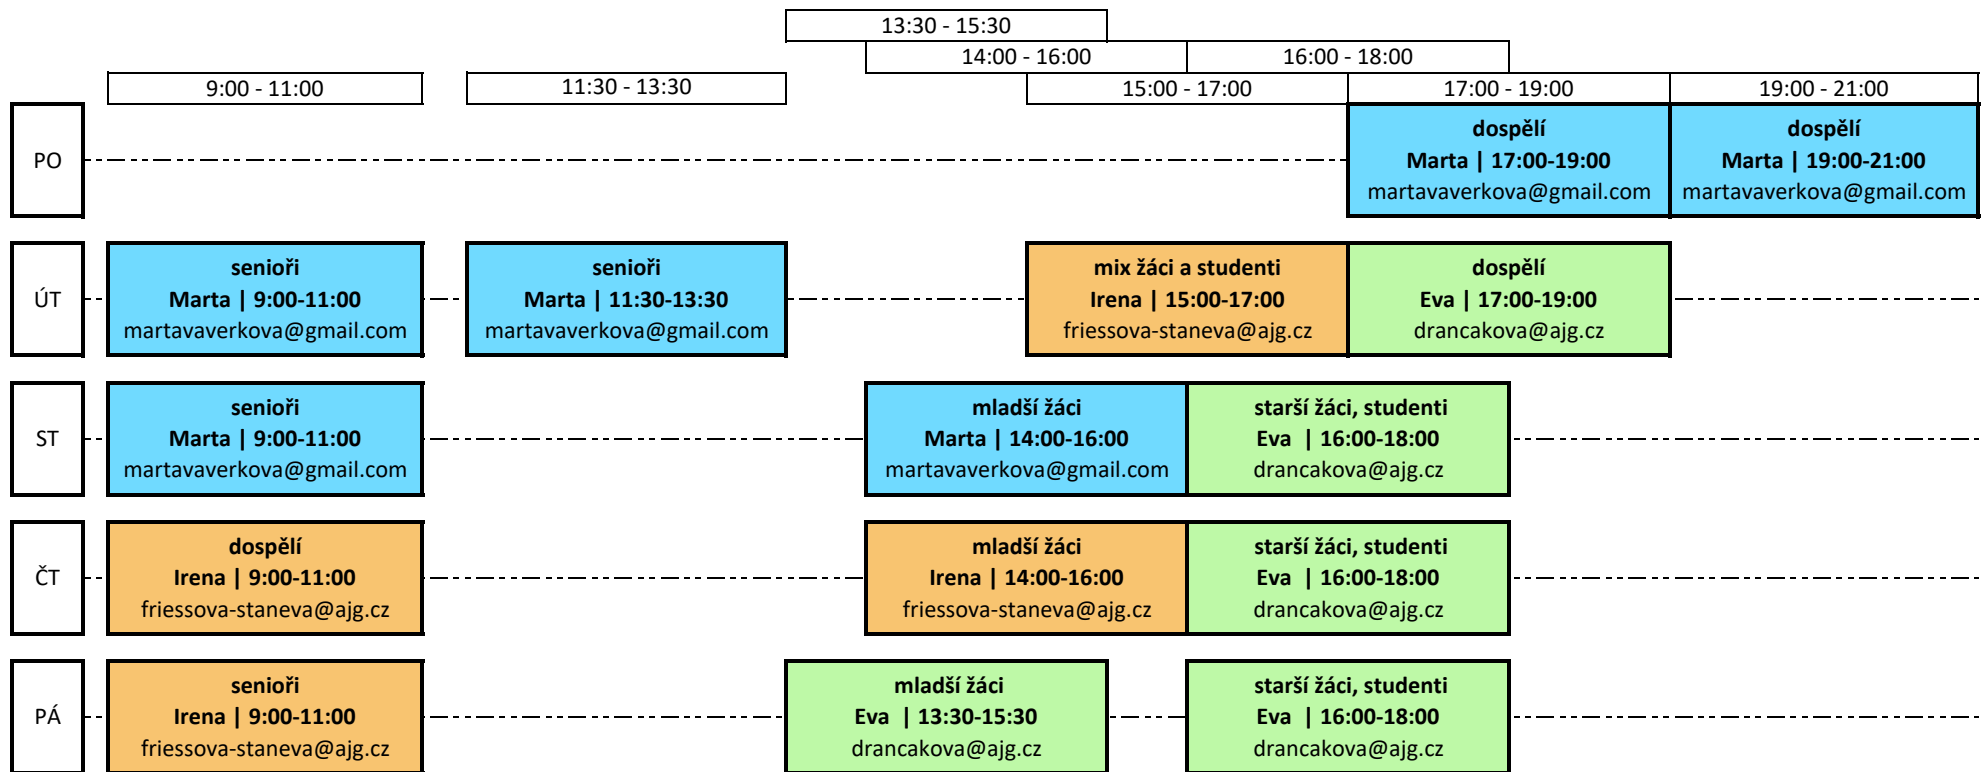 13:30 - 15:30
14:00 - 16:00
16:00 - 18:00
9:00 - 11:00
11:30 - 13:30
15:00 - 17:00
17:00 - 19:00
19:00 - 21:00
PO
dospělí
Marta | 17:00-19:00
martavaverkova@gmail.com
dospělí
Marta | 19:00-21:00
martavaverkova@gmail.com
ÚT
senioři
Marta | 9:00-11:00
martavaverkova@gmail.com
senioři
Marta | 11:30-13:30
martavaverkova@gmail.com
mix žáci a studenti
Irena | 15:00-17:00
friessova-staneva@ajg.cz
dospělí
Eva | 17:00-19:00
drancakova@ajg.cz
ST
senioři
Marta | 9:00-11:00
martavaverkova@gmail.com
mladší žáci
Marta | 14:00-16:00
martavaverkova@gmail.com
starší žáci, studenti
Eva | 16:00-18:00
drancakova@ajg.cz
ČT
dospělí
Irena | 9:00-11:00
friessova-staneva@ajg.cz
mladší žáci
Irena | 14:00-16:00
friessova-staneva@ajg.cz
starší žáci, studenti
Eva | 16:00-18:00
drancakova@ajg.cz
PÁ
senioři
Irena | 9:00-11:00
friessova-staneva@ajg.cz
mladší žáci
Eva | 13:30-15:30
drancakova@ajg.cz
starší žáci, studenti
Eva | 16:00-18:00
drancakova@ajg.cz